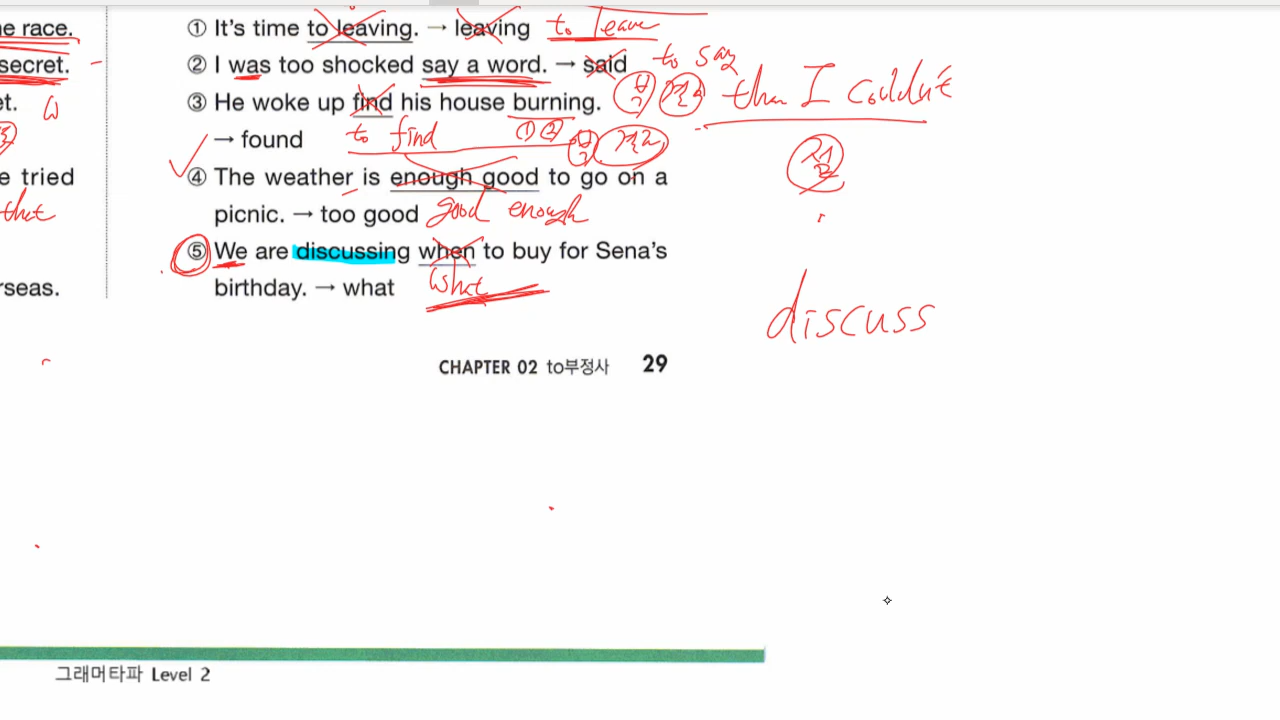 e race.
secret.
et.
e tried
that
rseas.
① It's time to leaving. → leaving to leave
② I was too shocked say a word. → said to say
that I couldn't
③ He woke up find his house burning.
→ found to find ① ②
④ The weather is enough good to go on a
picnic. → too good good enough
⑤ We are discussing when to buy for Sena's
birthday. → what what
discuss
CHAPTER 02 to부정사 29
그래머타파 Level 2